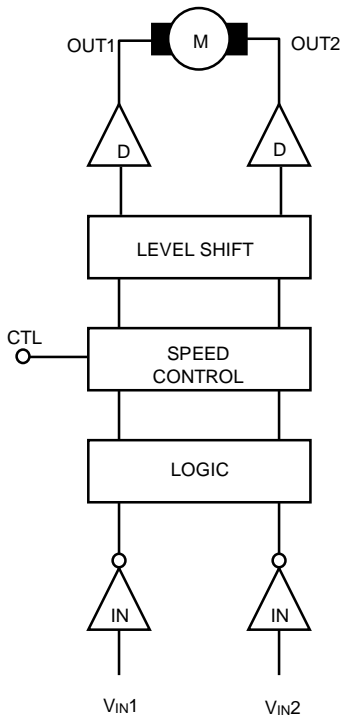 OUT1
M
OUT2
D
D
LEVEL SHIFT
CTL
SPEED
CONTROL
LOGIC
IN
IN
VIN1
VIN2